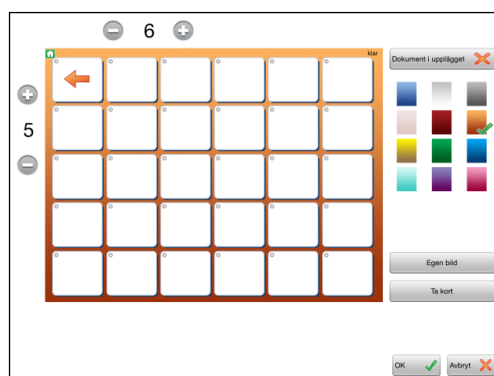 6
klar
Dokument i upplägget
5
Egen bild
Ta kort
OK
Avbryt